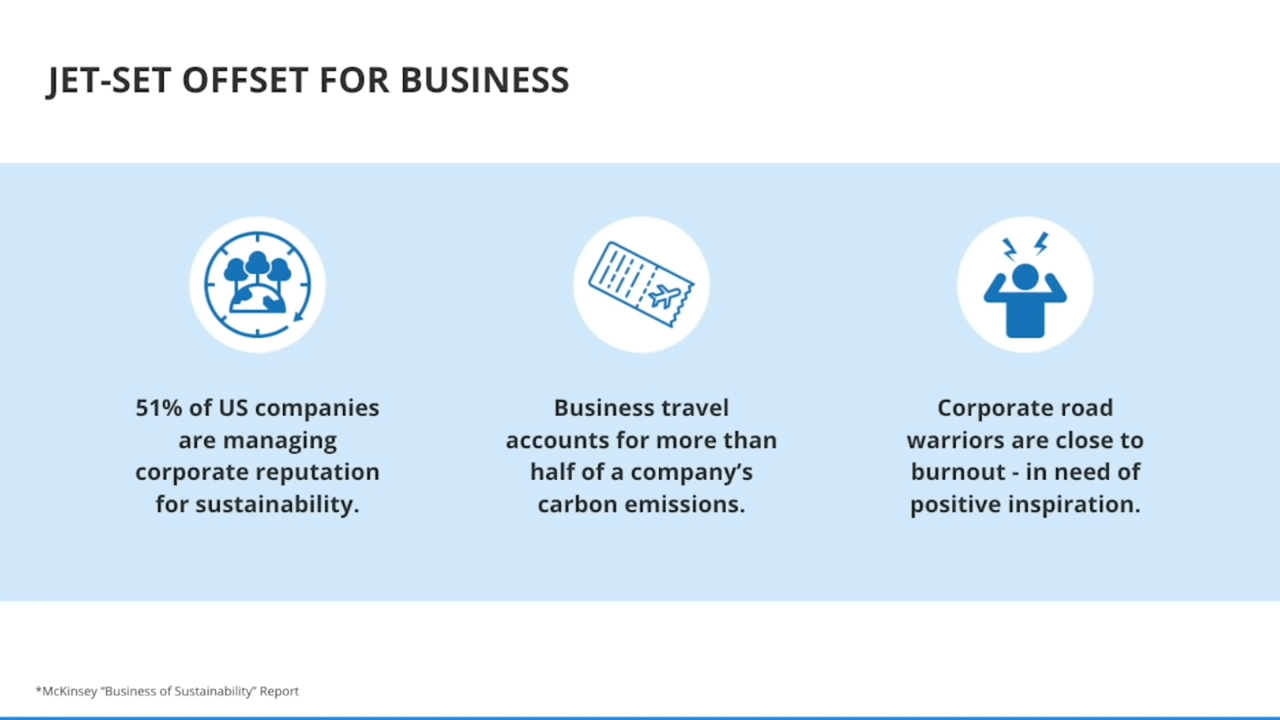 JET-SET OFFSET FOR BUSINESS
51% of US companies
are managing
corporate reputation
for sustainability.
Business travel
accounts for more than
half of a company’s
carbon emissions.
Corporate road
warriors are close to
burnout - in need of
positive inspiration.
*McKinsey “Business of Sustainability” Report